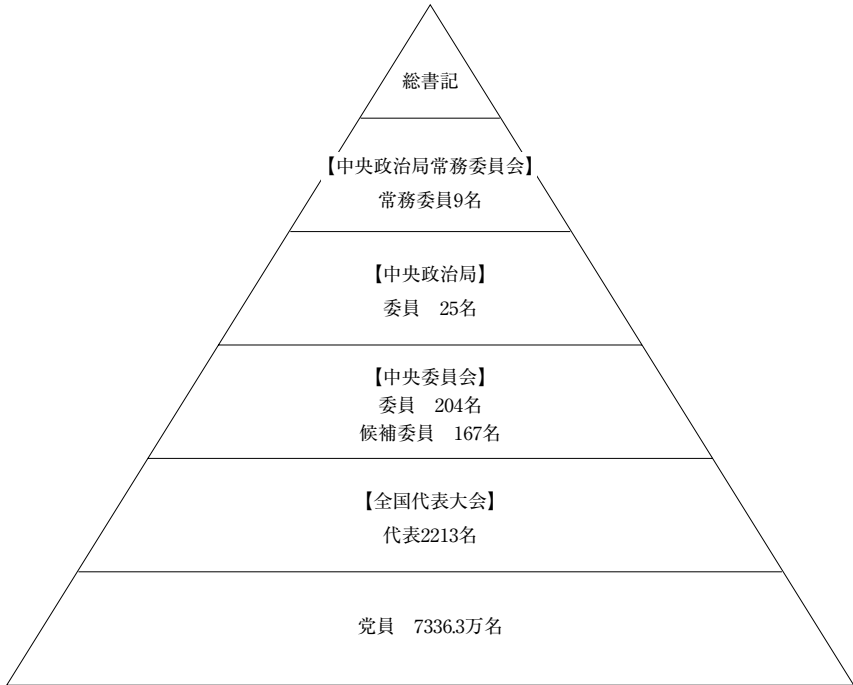 総書記
【中央政治局常務委員会】
常務委員9名
【中央政治局】
委員　25名
【中央委員会】
委員　204名
候補委員　167名
【全国代表大会】
代表2213名
党員　7336.3万名